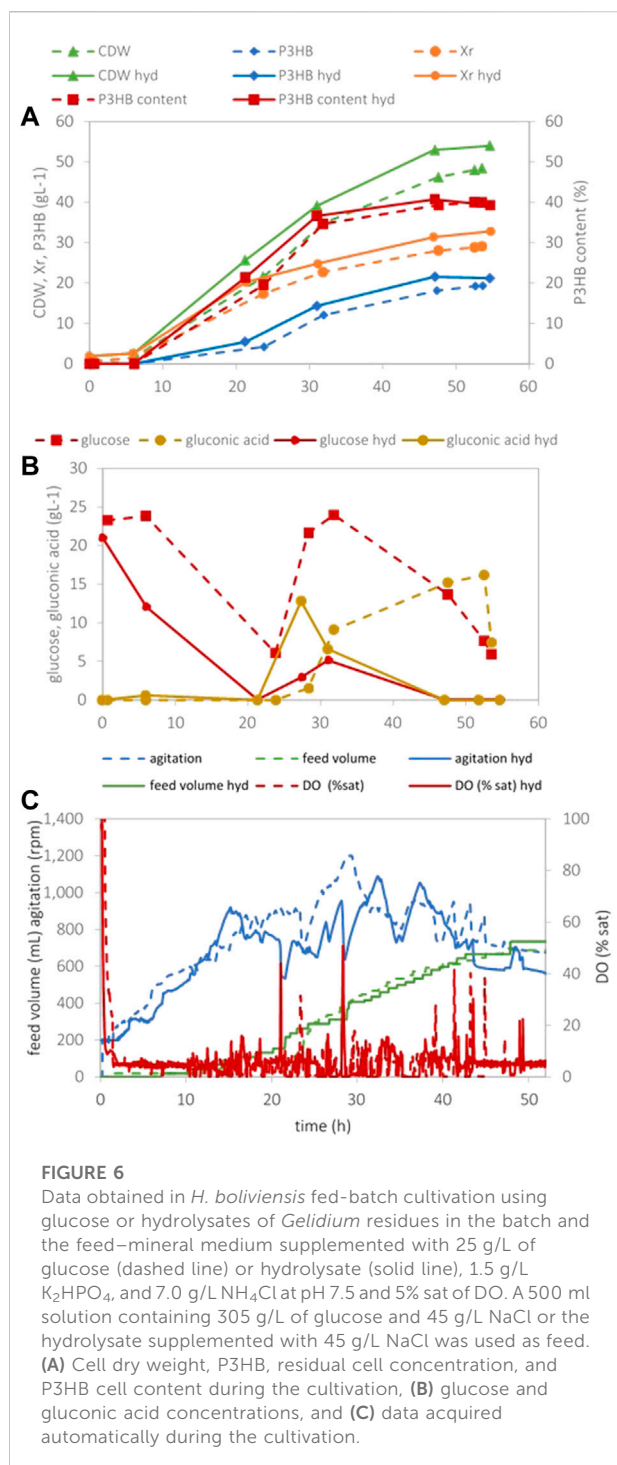 CDW P3HB Xr
CDW hyd P3HB hyd Xr hyd
P3HB content P3HB content hyd
A
60
50
40
30
20
10
0
CDW, Xr, P3HB (gL-1)
60
50
40
30
20
10
0
P3HB content (%)
0 10 20 30 40 50 60
glucose gluconic acid glucose hyd gluconic acid hyd
B
30
25
20
15
10
5
0
glucose, gluconic acid (gL-1)
0 10 20 30 40 50 60
agitation feed volume agitation hyd
feed volume hyd DO (%sat) DO (% sat) hyd
C
1,400
1,200
1,000
800
600
400
200
0
feed volume (mL) agitation (rpm)
100
80
60
40
20
0
DO (% sat)
0 10 20 30 40 50
time (h)
FIGURE 6
Data obtained in H. boliviensis fed-batch cultivation using
glucose or hydrolysates of Gelidium residues in the batch and
the feed–mineral medium supplemented with 25 g/L of
glucose (dashed line) or hydrolysate (solid line), 1.5 g/L
K2HPO4, and 7.0 g/L NH4Cl at pH 7.5 and 5% sat of DO. A 500 ml
solution containing 305 g/L of glucose and 45 g/L NaCl or the
hydrolysate supplemented with 45 g/L NaCl was used as feed.
(A) Cell dry weight, P3HB, residual cell concentration, and
P3HB cell content during the cultivation, (B) glucose and
gluconic acid concentrations, and (C) data acquired
automatically during the cultivation.